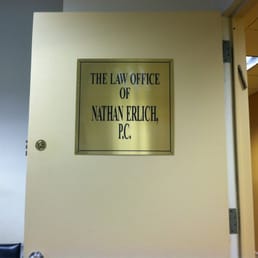 THE LAW OFFICE
OF
NATHAN ERLICH,
P.C.